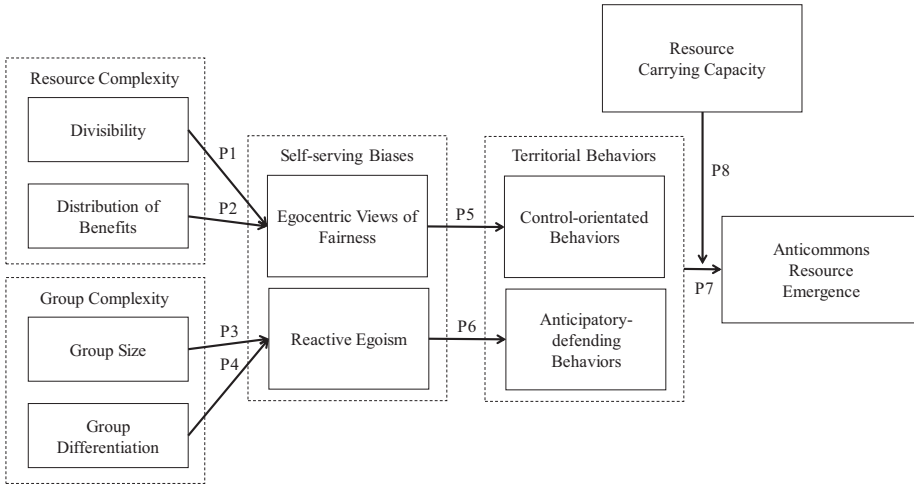 Resource Complexity
Divisibility
Distribution of
Benefits
P1
P2
Group Complexity
Group Size
Group
Differentiation
P3
P4
Self-serving Biases
Egocentric Views of
Fairness
Reactive Egoism
P5
P6
Territorial Behaviors
Control-orientated
Behaviors
Anticipatory-
defending
Behaviors
Resource
Carrying Capacity
P8
P7
Anticommons
Resource
Emergence